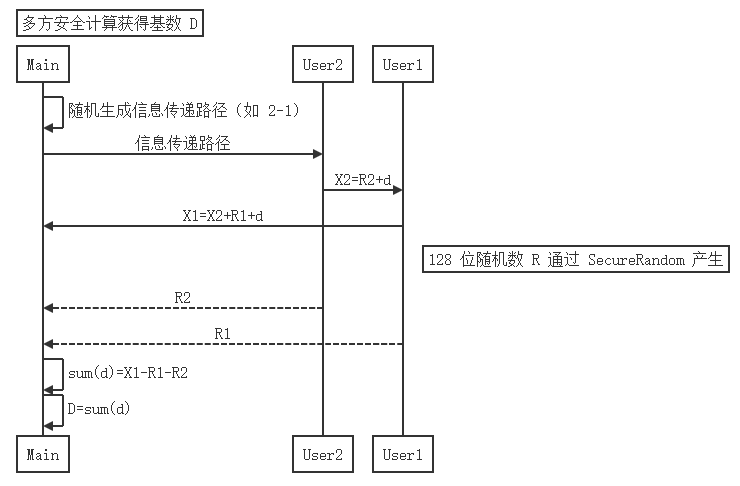 多方安全计算获得基数 D
Main
User2
User1
随机生成信息传递路径（如 2-1）
信息传递路径
X2=R2+d
X1=X2+R1+d
128 位随机数 R 通过 SecureRandom 产生
R2
R1
sum(d)=X1-R1-R2
D=sum(d)
Main
User2
User1